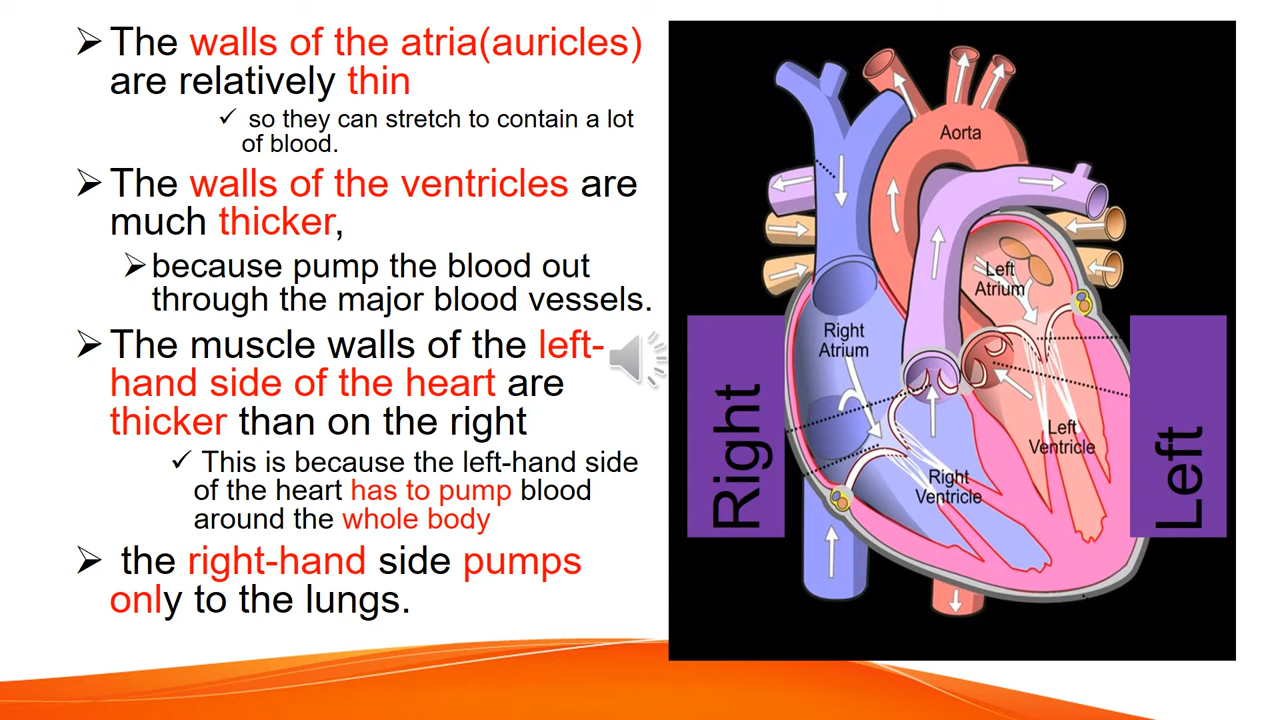 The walls of the atria(auricles)
are relatively thin
so they can stretch to contain a lot
of blood.
The walls of the ventricles are
much thicker,
because pump the blood out
through the major blood vessels.
The muscle walls of the left-
hand side of the heart are
thicker than on the right
This is because the left-hand side
of the heart has to pump blood
around the whole body
the right-hand side pumps
only to the lungs.
Aorta
Left
Atrium
Right
Atrium
Left
Ventricle
Right
Ventricle
Right
Left